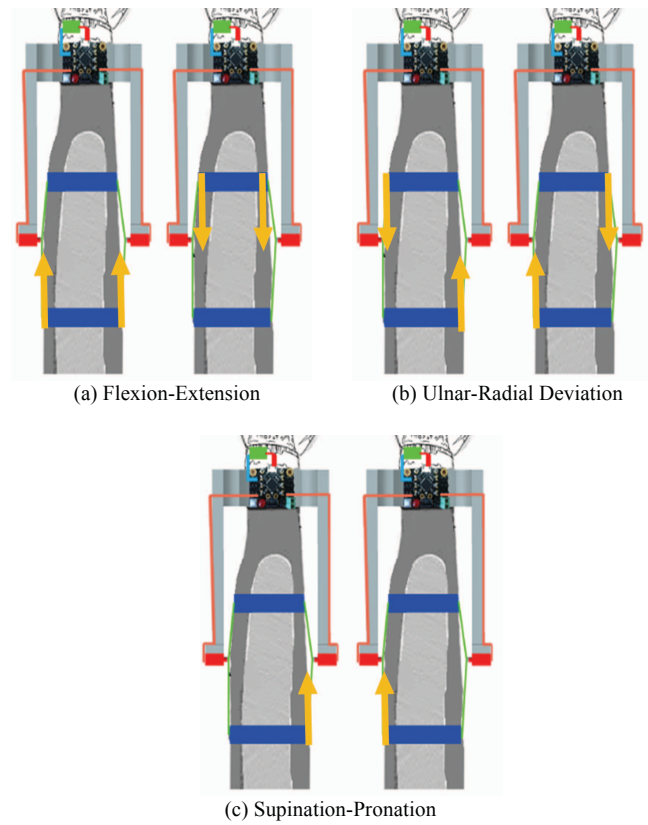 (a) Flexion-Extension
(b) Ulnar-Radial Deviation
(c) Supination-Pronation